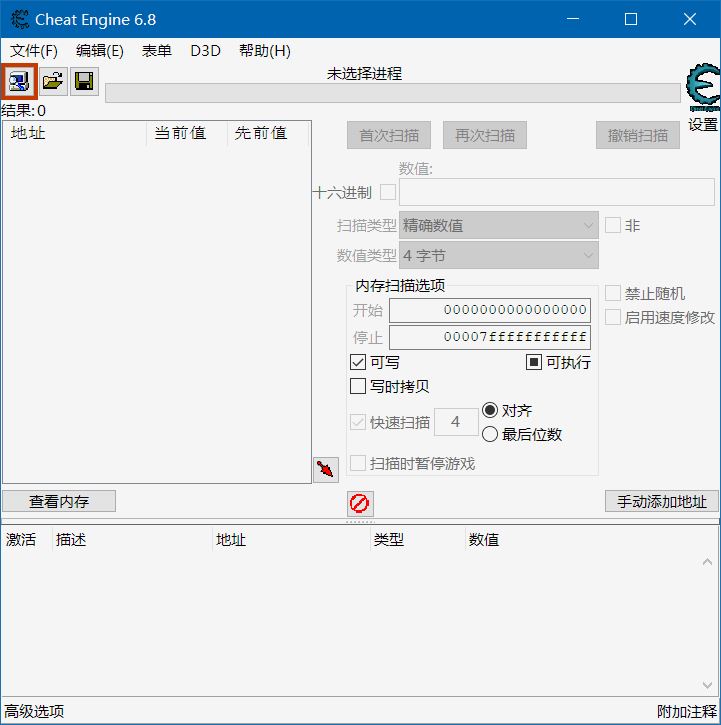 Cheat Engine 6.8
文件(F) 编辑(E) 表单 D3D 帮助(H)
未选择进程
结果:0
设置
地址 当前值 先前值
首次扫描 再次扫描 撤销扫描
数值:
十六进制
扫描类型 精确数值 非
数值类型 4 字节
内存扫描选项
开始 0000000000000000
禁止随机
停止 00007fffffffffff
启用速度修改
可写 可执行
写时拷贝
快速扫描 4 对齐
最后位数
扫描时暂停游戏
查看内存 手动添加地址
激活 描述 地址 类型 数值
高级选项 附加注释